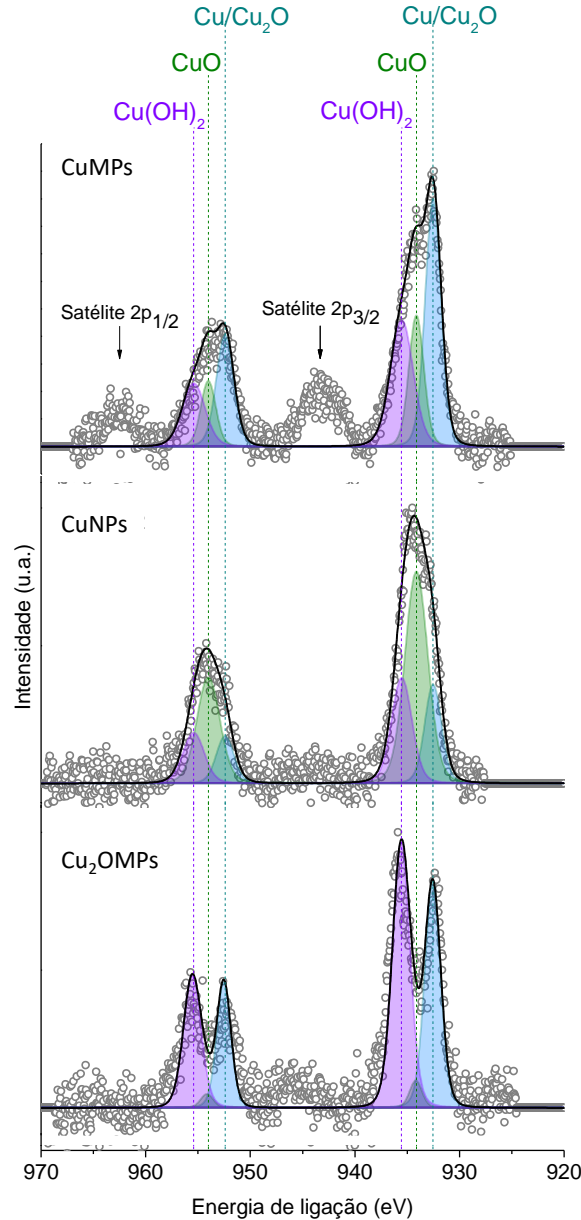 Cu/Cu₂O Cu/Cu₂O
CuO CuO
Cu(OH)₂ Cu(OH)₂
CuMPs
Satélite 2p₁/₂ Satélite 2p₃/₂
CuNPs
Cu₂OMPs
Intensidade (u.a.)
970 960 950 940 930 920
Energia de ligação (eV)